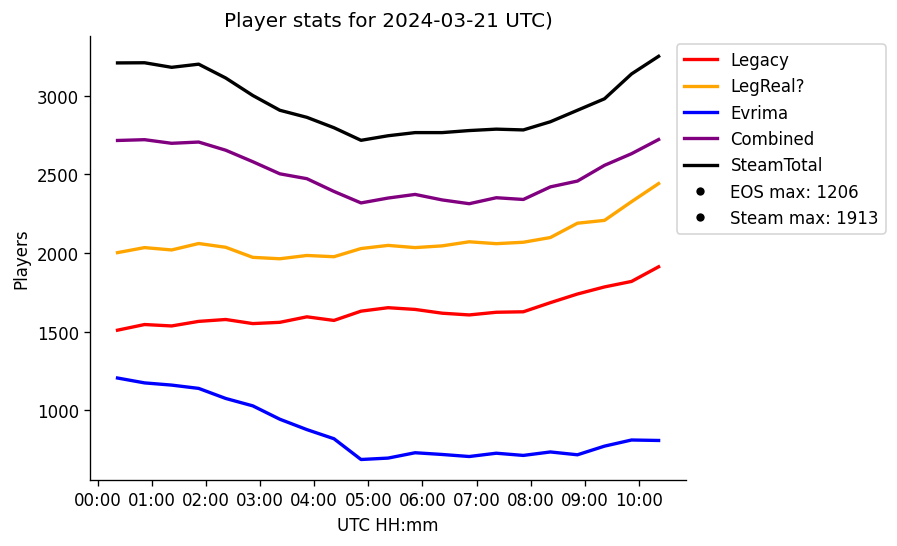 Player stats for 2024-03-21 UTC)
Legacy
LegReal?
Evrima
Combined
SteamTotal
EOS max: 1206
Steam max: 1913
Players
3000
2500
2000
1500
1000
00:00 01:00 02:00 03:00 04:00 05:00 06:00 07:00 08:00 09:00 10:00
UTC HH:mm